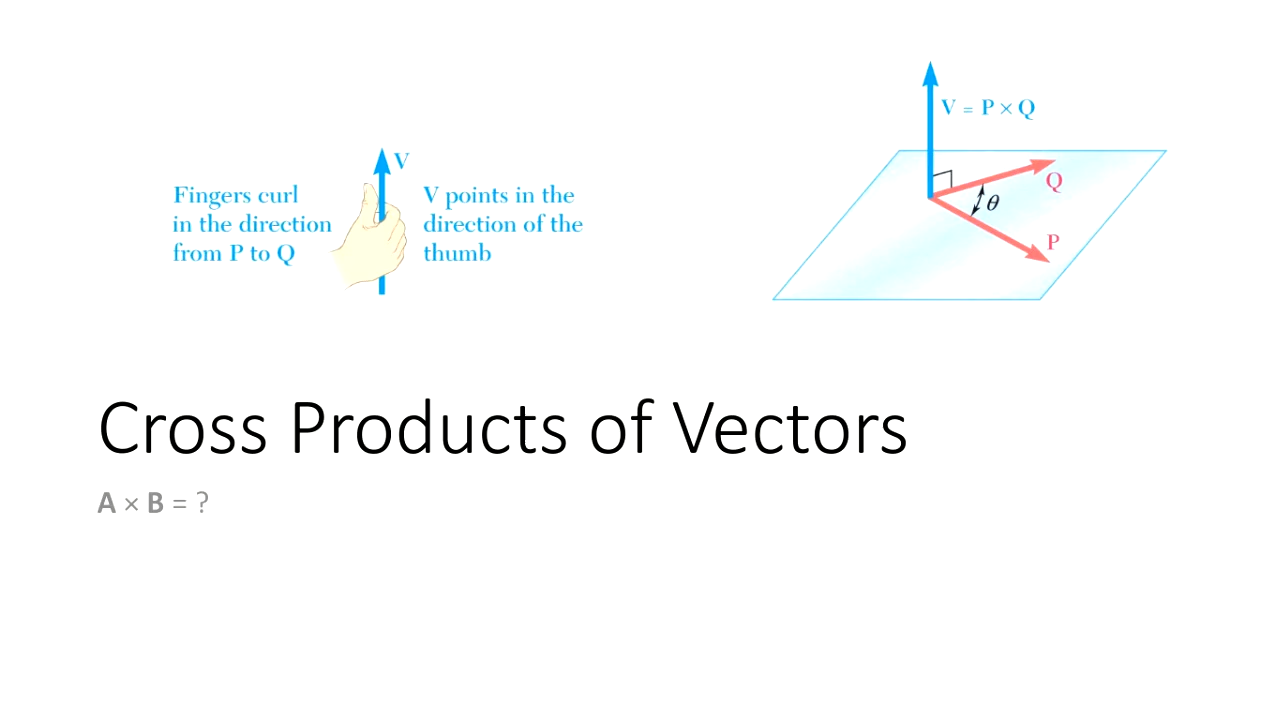 V
Fingers curl
in the direction
from P to Q
V points in the
direction of the
thumb
V = P × Q
Q
θ
P
Cross Products of Vectors
A × B = ?